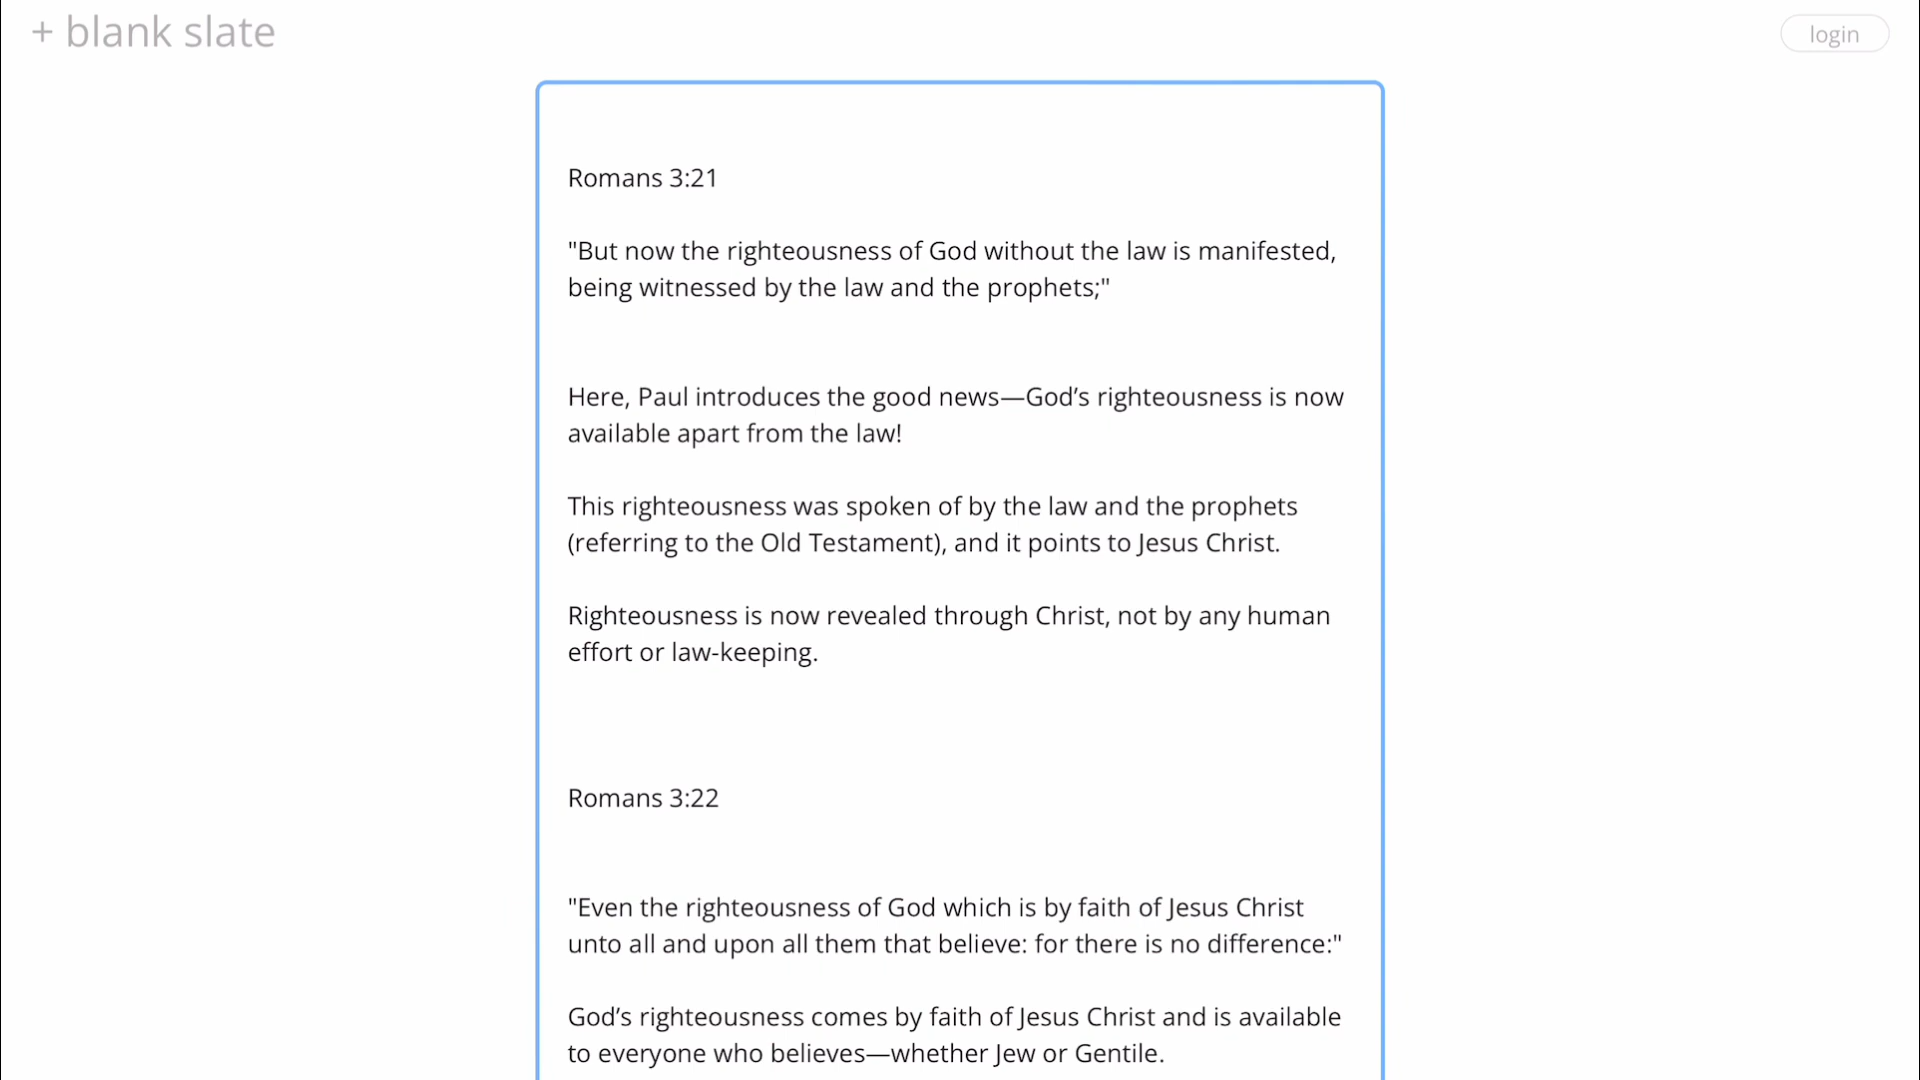 + blank slate
login
Romans 3:21
"But now the righteousness of God without the law is manifested,
being witnessed by the law and the prophets;"
Here, Paul introduces the good news—God’s righteousness is now
available apart from the law!
This righteousness was spoken of by the law and the prophets
(referring to the Old Testament), and it points to Jesus Christ.
Righteousness is now revealed through Christ, not by any human
effort or law-keeping.
Romans 3:22
"Even the righteousness of God which is by faith of Jesus Christ
unto all and upon all them that believe: for there is no difference:"
God’s righteousness comes by faith of Jesus Christ and is available
to everyone who believes—whether Jew or Gentile.